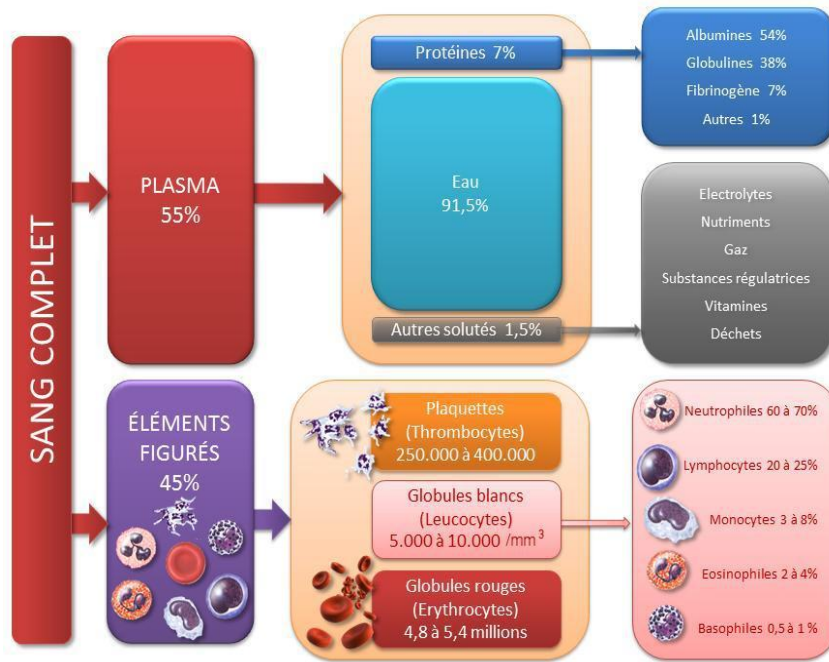 SANG COMPLET
PLASMA
55%
Protéines 7%
Eau
91,5%
Autres solutés 1,5%
Albumines 54%
Globulines 38%
Fibrinogène 7%
Autres 1%
Electrolytes
Nutriments
Gaz
Substances régulatrices
Vitamines
Déchets
ÉLÉMENTS
FIGURÉS
45%
Plaquettes
(Thrombocytes)
250.000 à 400.000
Globules blancs
(Leucocytes)
5.000 à 10.000 /mm³
Globules rouges
(Erythrocytes)
4,8 à 5,4 millions
Neutrophiles 60 à 70%
Lymphocytes 20 à 25%
Monocytes 3 à 8%
Eosinophiles 2 à 4%
Basophiles 0,5 à 1 %